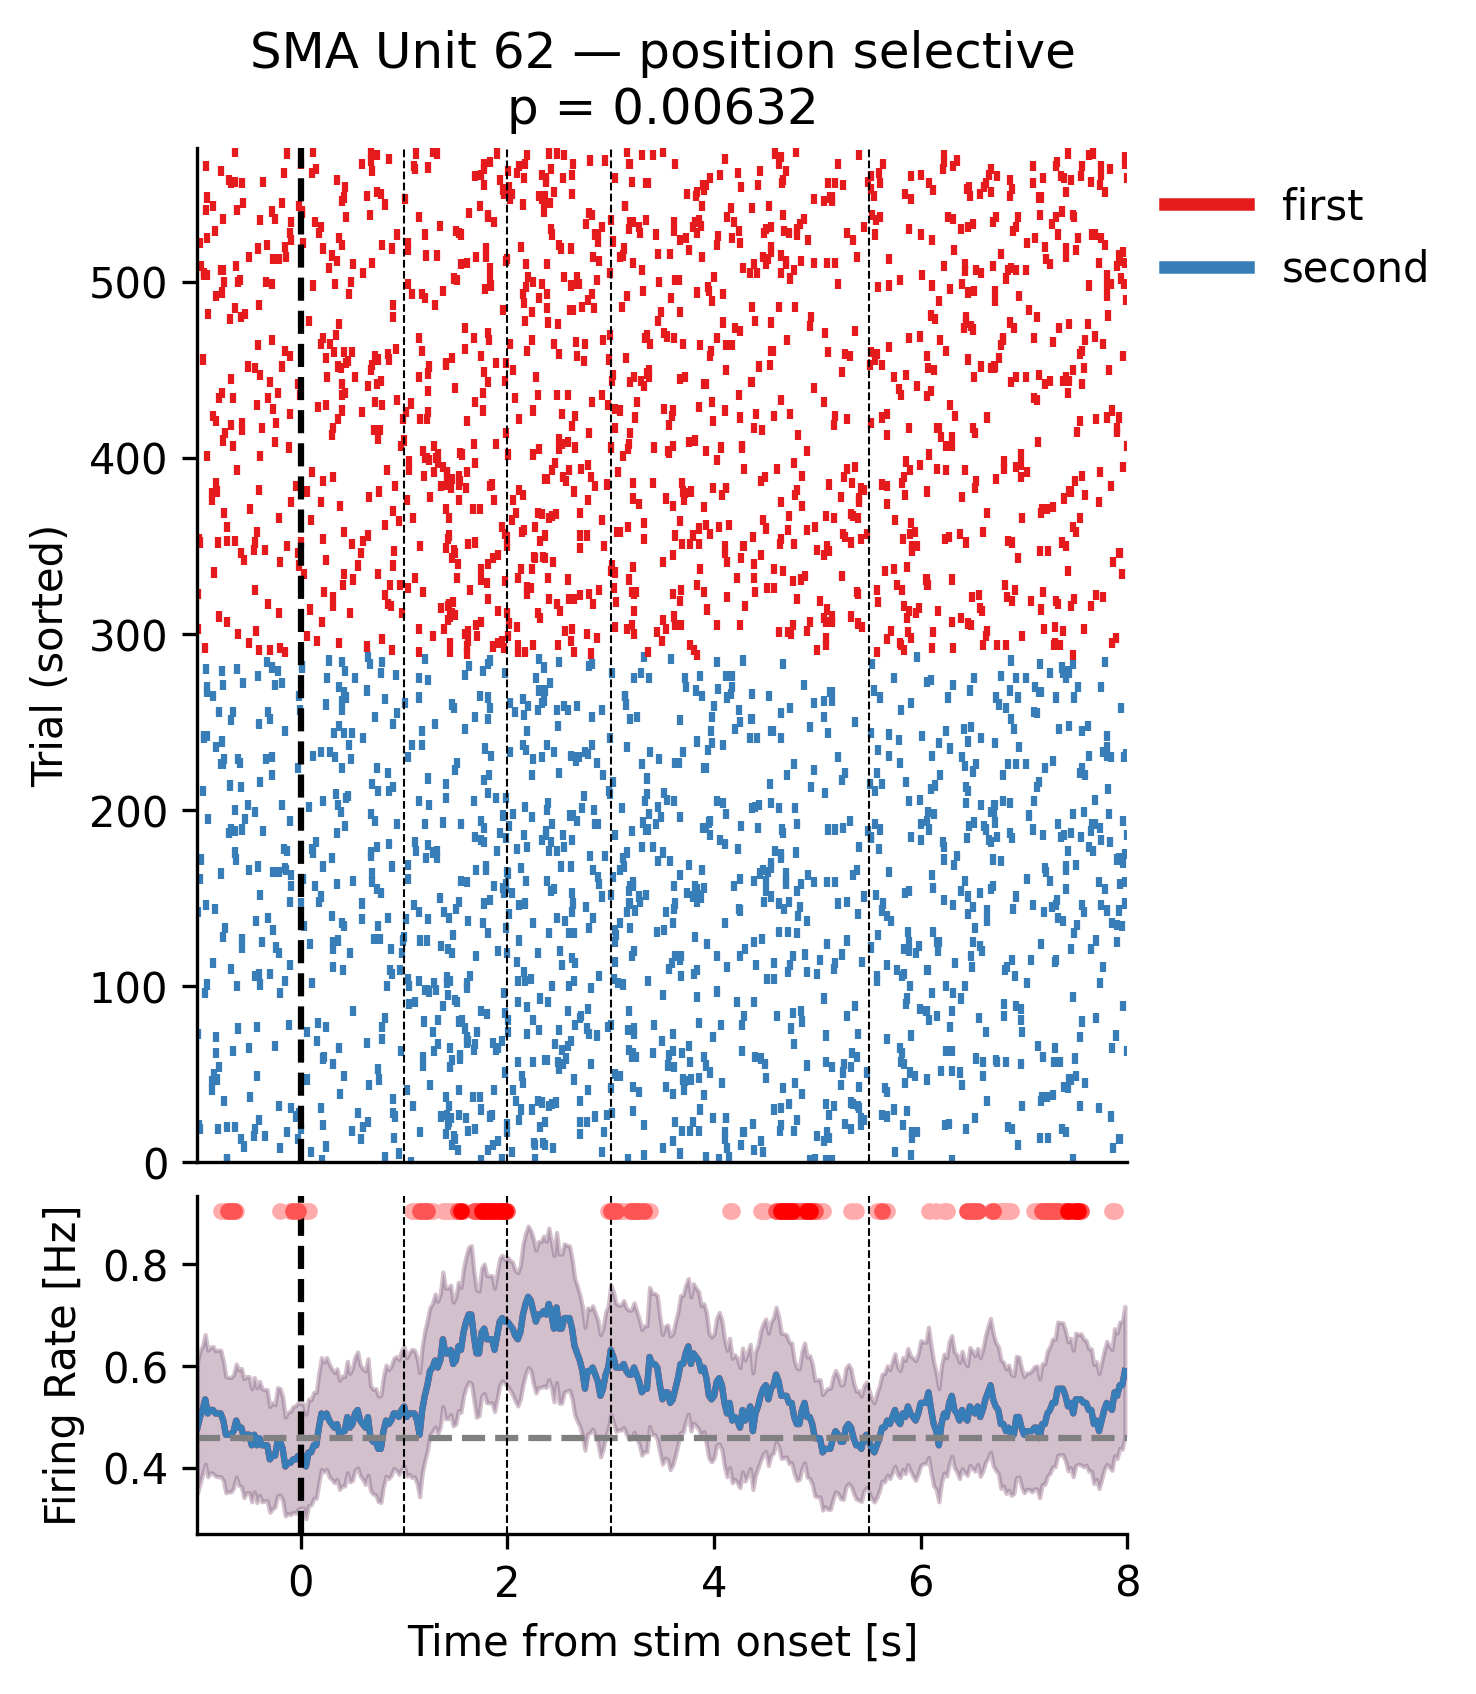 SMA Unit 62 — position selective
p = 0.00632
first
second
Trial (sorted)
500
400
300
200
100
0
Firing Rate [Hz]
0.8
0.6
0.4
0 2 4 6 8
Time from stim onset [s]